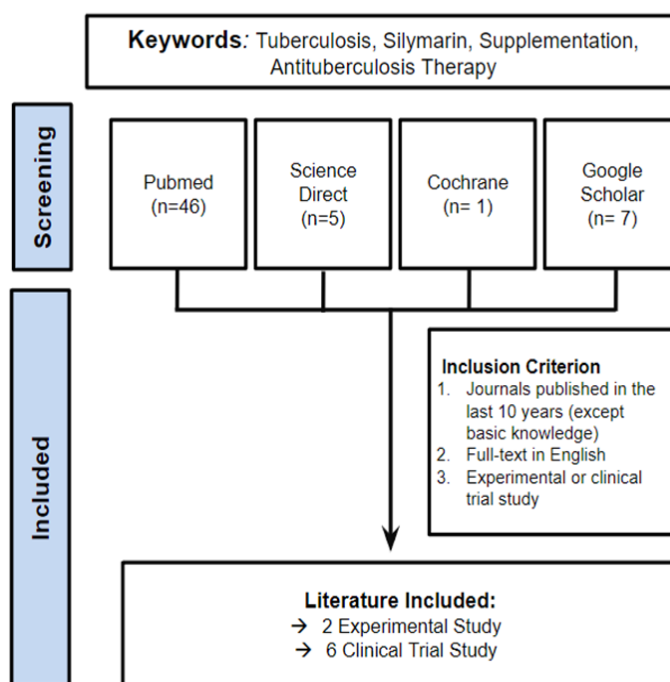 Keywords: Tuberculosis, Silymarin, Supplementation,
Antituberculosis Therapy
Screening
Pubmed
(n=46)
Science
Direct
(n=5)
Cochrane
(n= 1)
Google
Scholar
(n= 7)
Included
Inclusion Criterion
1. Journals published in the
last 10 years (except
basic knowledge)
2. Full-text in English
3. Experimental or clinical
trial study
Literature Included:
→ 2 Experimental Study
→ 6 Clinical Trial Study